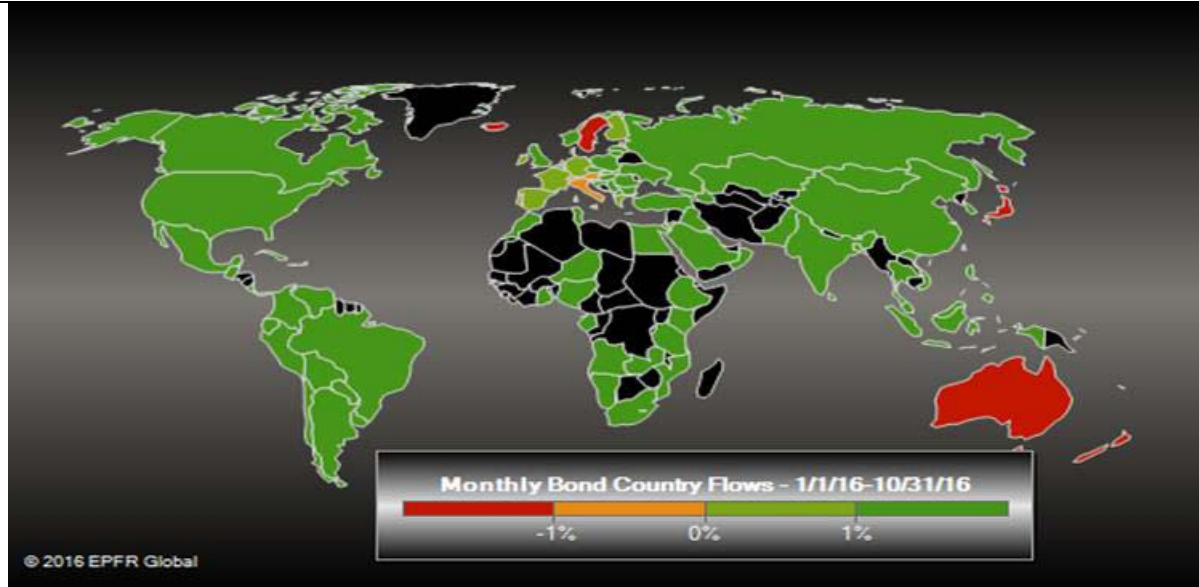 Monthly Bond Country Flows - 1/1/16-10/31/16
-1% 0% 1%
© 2016 EPFR Global